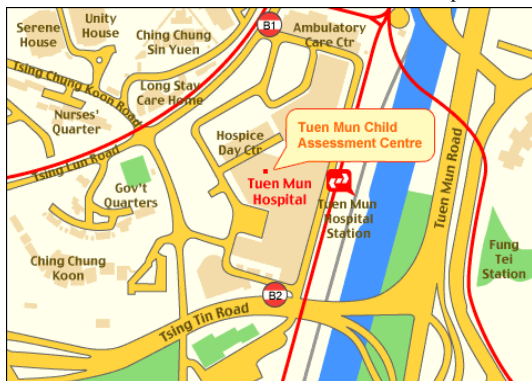 Serene
House
Unity
House
Ching Chung
Sin Yuen
B1
Ambulatory
Care Ctr
Tsing Chung Koon Road
Long Stay
Care Home
Nurses'
Quarter
Hospice
Day Ctr
Tuen Mun Child
Assessment Centre
Tsing Lun Road
Tuen Mun
Hospital
Gov't
Quarters
Tuen Mun
Hospital
Station
Tuen Mun Road
Ching Chung
Koon
Fung
Tei
Station
B2
Tsing Tin Road